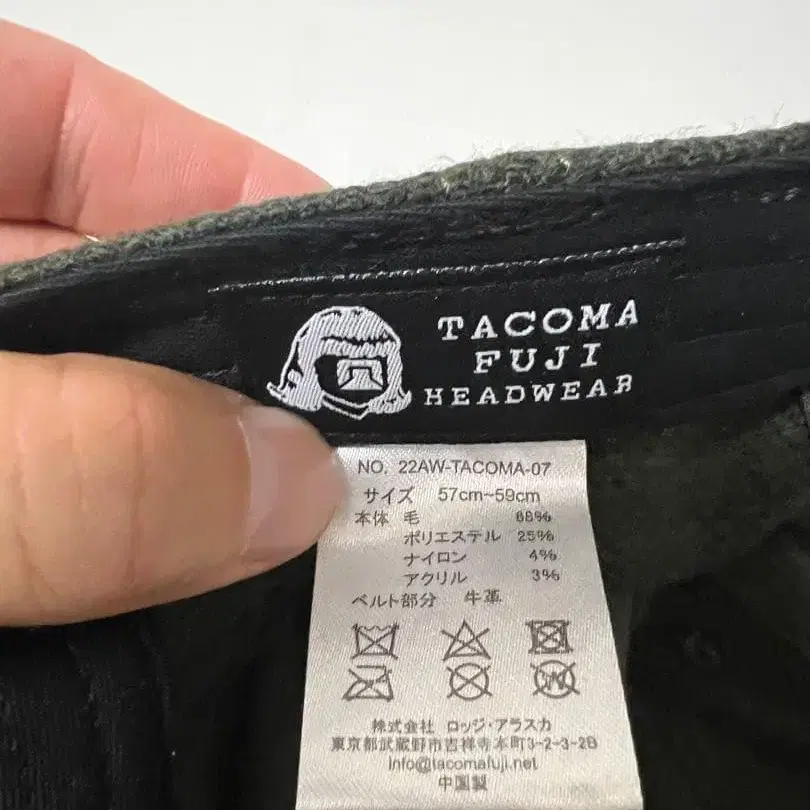 TACOMA
FUJI
HEADWEAR
NO. 22AW-TACOMA-07
サイズ 57cm~59cm
本体 毛 68%
ポリエステル 25%
ナイロン 4%
アクリル 3%
ベルト部分 牛革
株式会社 ロッジ・アラスカ
東京都武蔵野市吉祥寺本町3-2-3-2B
info@tacomafuji.net
中国製